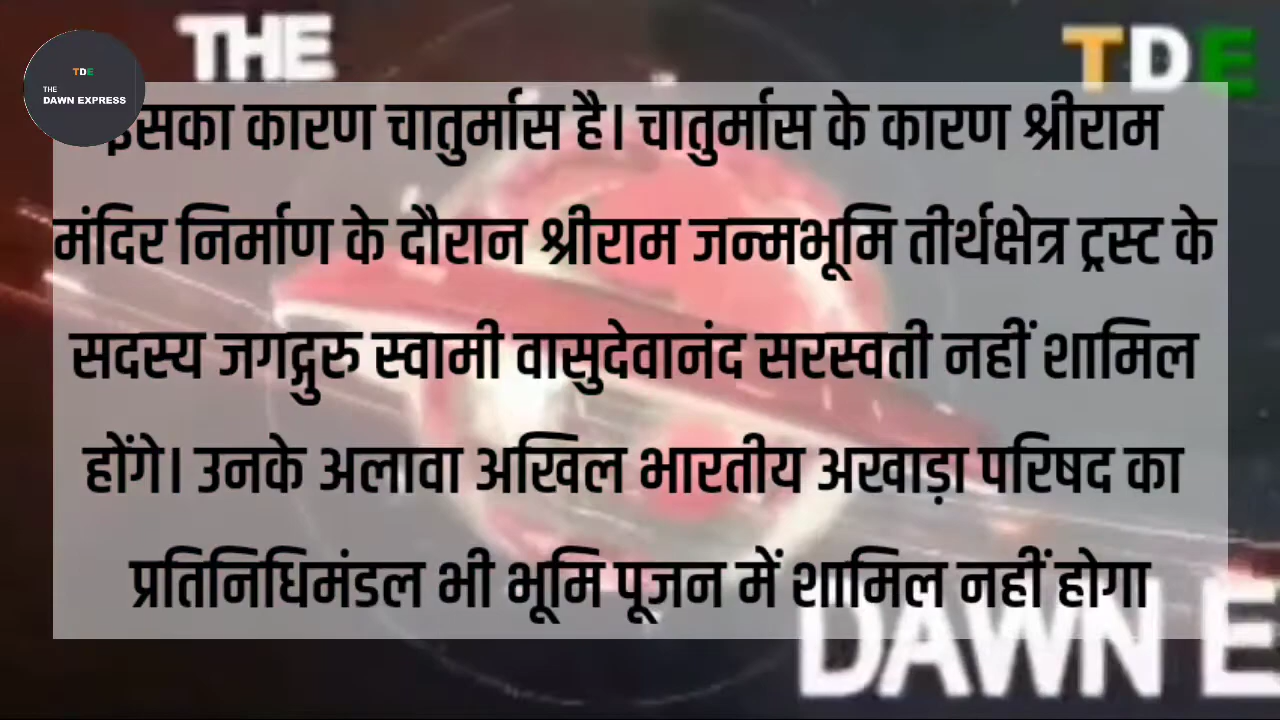 THE
TDE
TDE
THE
DAWN EXPRESS
इसका कारण चातुर्मास है। चातुर्मास के कारण श्रीराम
मंदिर निर्माण के दौरान श्रीराम जन्मभूमि तीर्थक्षेत्र ट्रस्ट के
सदस्य जगद्गुरु स्वामी वासुदेवानंद सरस्वती नहीं शामिल
होंगे। उनके अलावा अखिल भारतीय अखाड़ा परिषद का
प्रतिनिधिमंडल भी भूमि पूजन में शामिल नहीं होगा
DAWN E